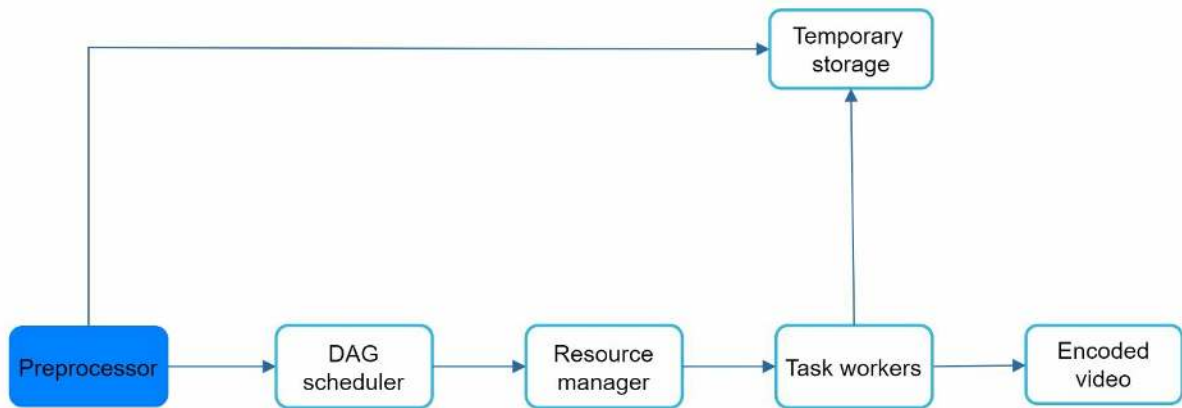 Temporary
storage
Preprocessor
DAG
scheduler
Resource
manager
Task workers
Encoded
video